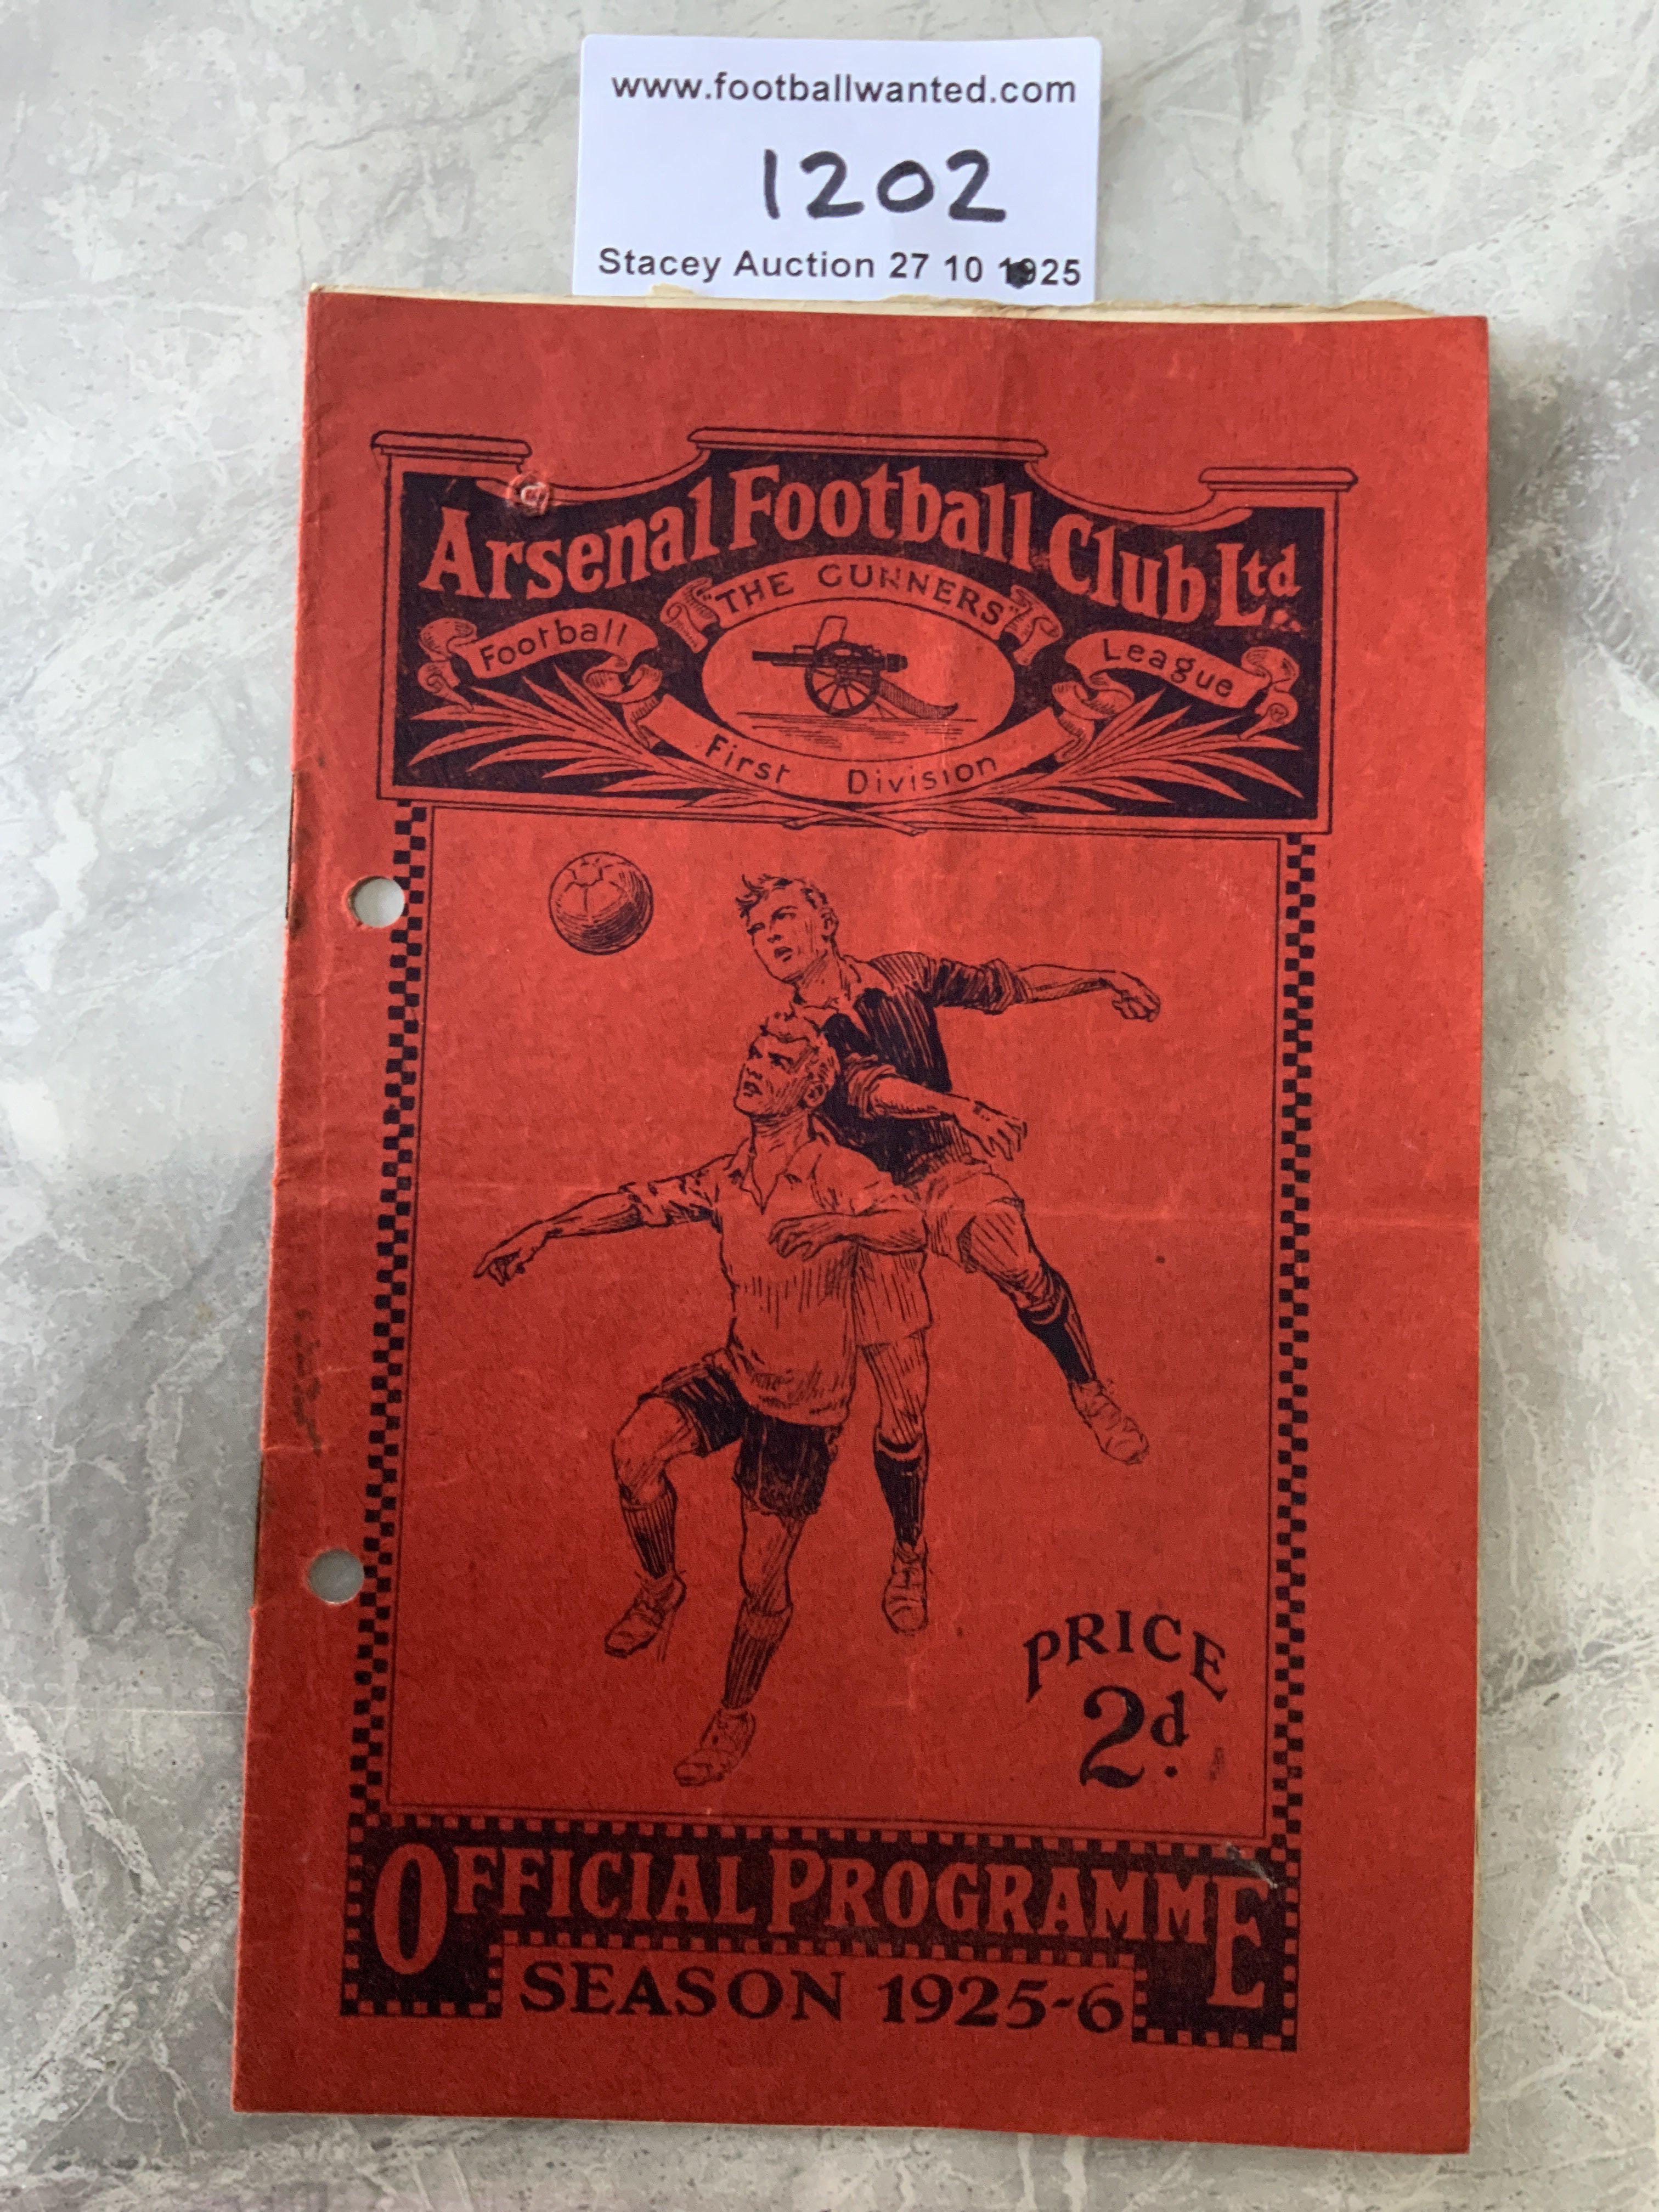 www.footballwanted.com
1202
Stacey Auction 27 10 1925
Arsenal Football Club Ltd.
"THE GUNNERS"
Football League
First Division
PRICE
2d.
OFFICIAL PROGRAMME
SEASON 1925-6